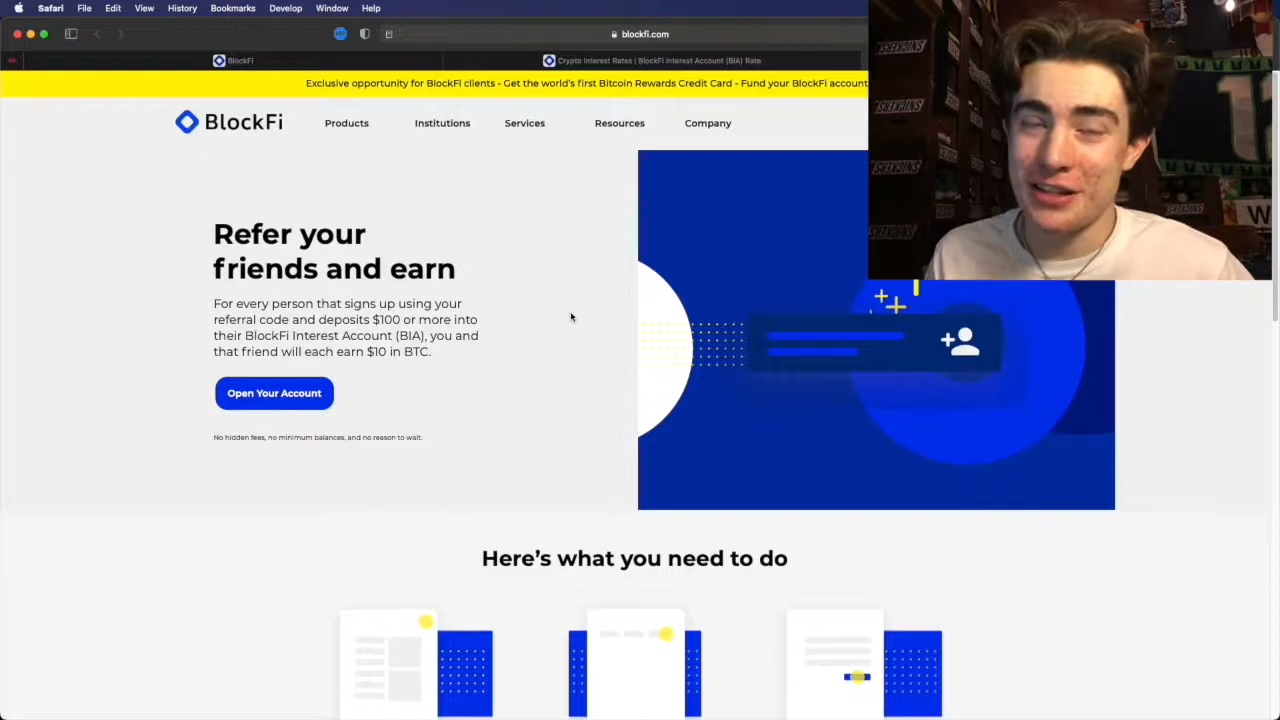 Safari File Edit View History Bookmarks Develop Window Help
blockfi.com
BlockFi
Crypto Interest Rates | BlockFi Interest Account (BIA) Rate
Exclusive opportunity for BlockFi clients - Get the world's first Bitcoin Rewards Credit Card - Fund your BlockFi account
BlockFi Products Institutions Services Resources Company
Refer your
friends and earn
For every person that signs up using your
referral code and deposits $100 or more into
their BlockFi Interest Account (BIA), you and
that friend will each earn $10 in BTC.
Open Your Account
No hidden fees, no minimum balances, and no reason to wait.
Here's what you need to do